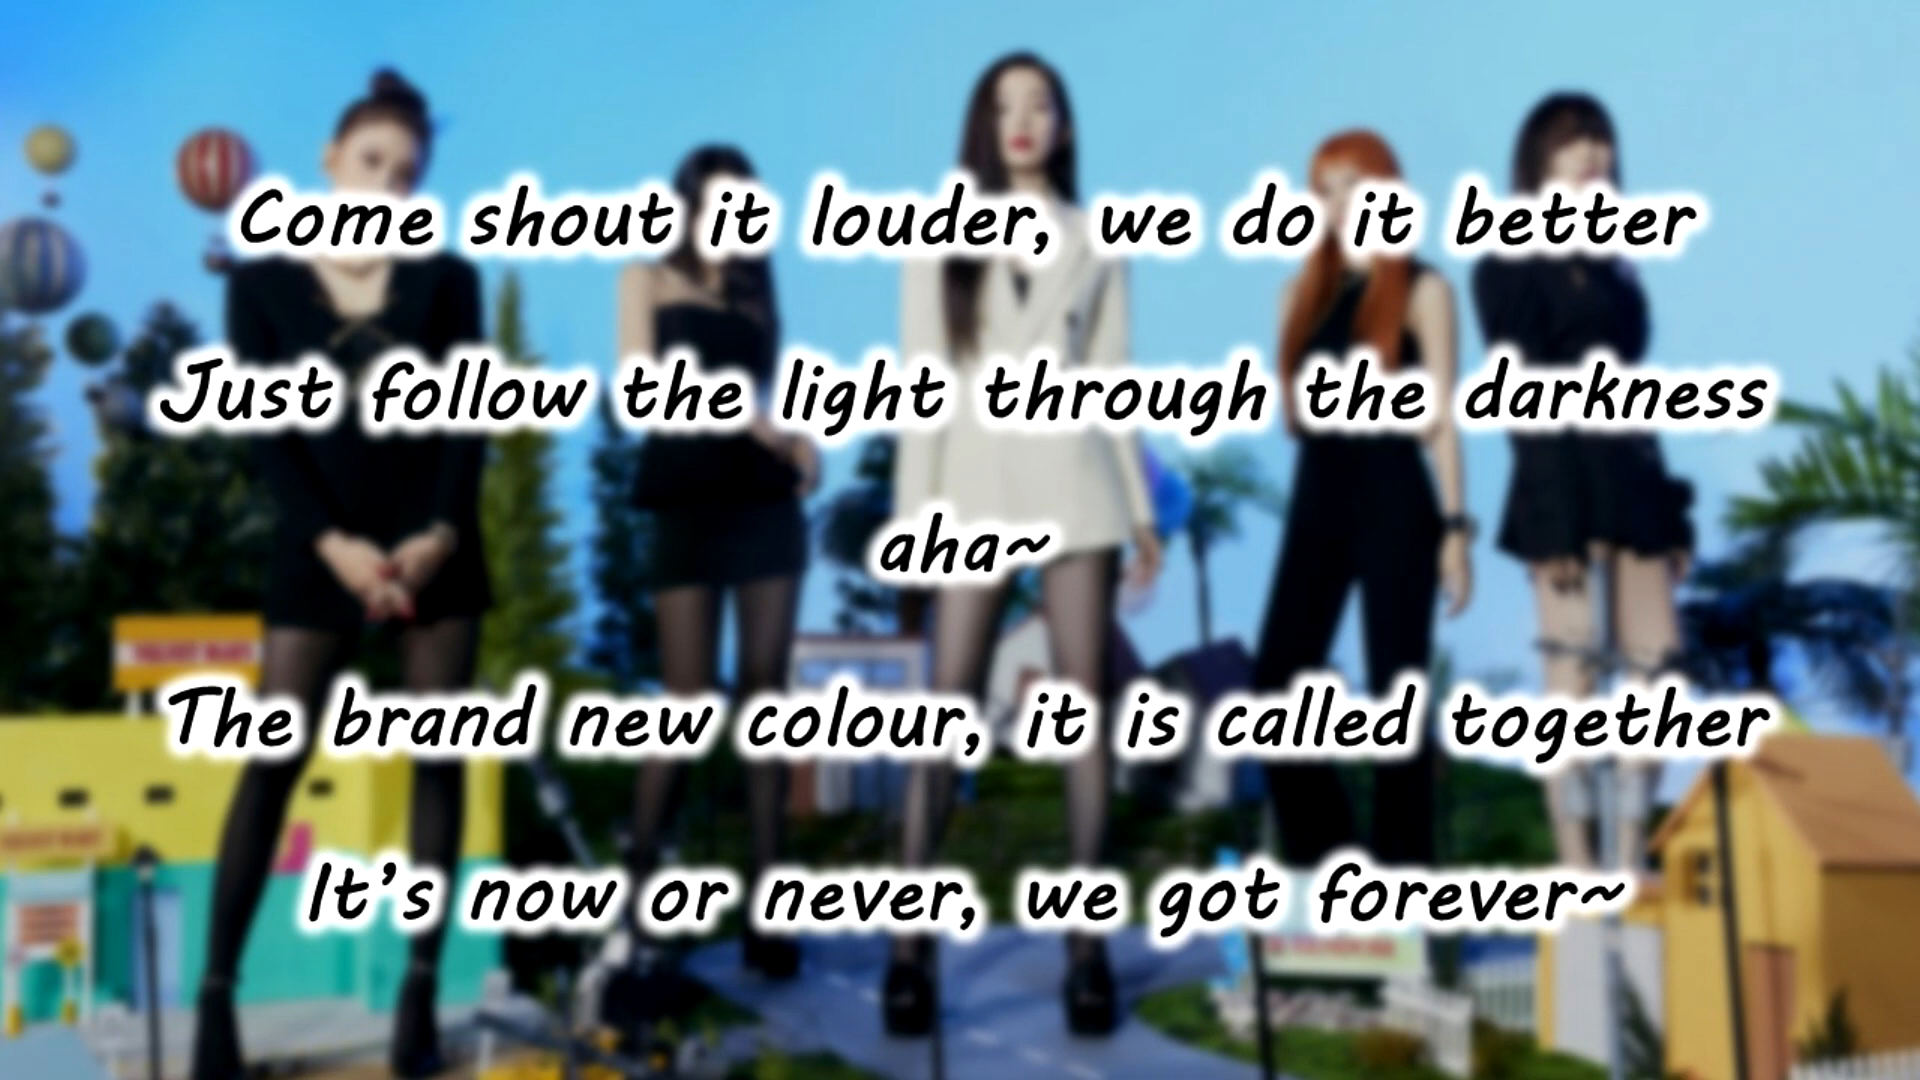 Come shout it louder, we do it better
Just follow the light through the darkness
aha~
The brand new colour, it is called together
It's now or never, we got forever~